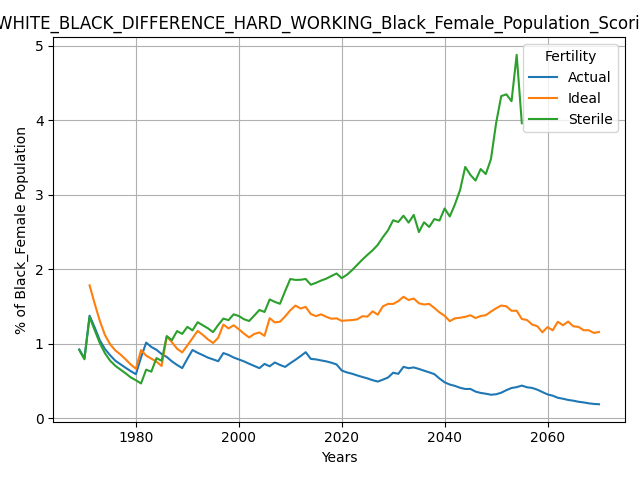 WHITE_BLACK_DIFFERENCE_HARD_WORKING_Black_Female_Population_Scori
Fertility
Actual
Ideal
Sterile
% of Black_Female Population
5
4
3
2
1
0
1980 2000 2020 2040 2060
Years